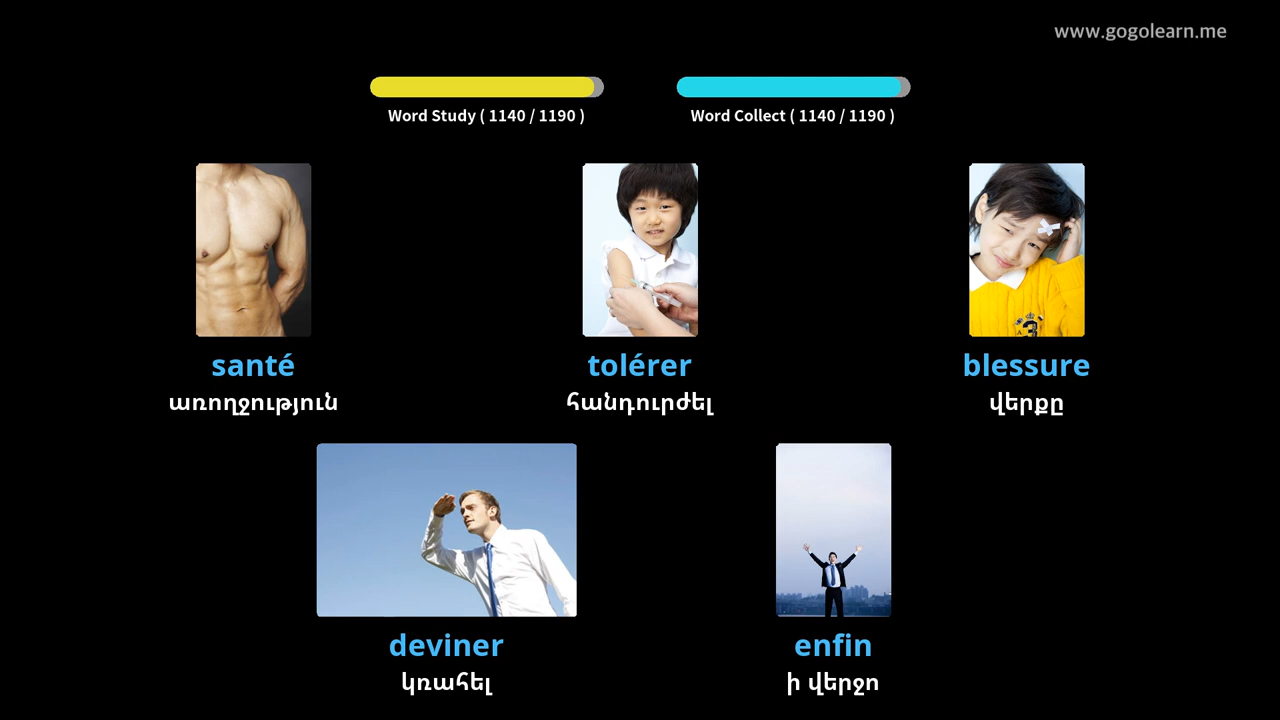 www.gogolearn.me
Word Study ( 1140 / 1190 )
Word Collect ( 1140 / 1190 )
santé
առողջություն
tolérer
հանդուրժել
blessure
վերքը
3
deviner
կռահել
enfin
ի վերջո